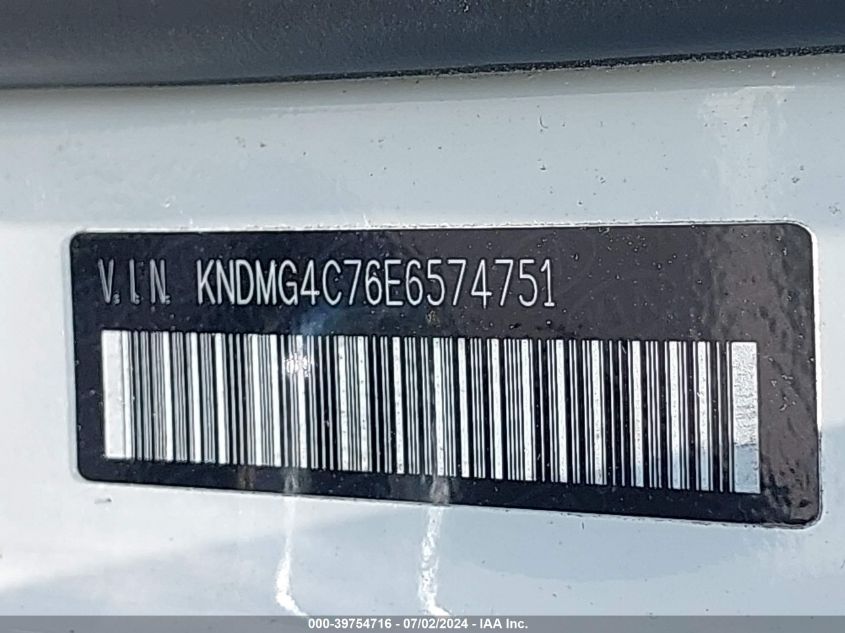 V.I.N. KNDMG4C76E6574751
000-39754716 - 07/02/2024 - IAA Inc.